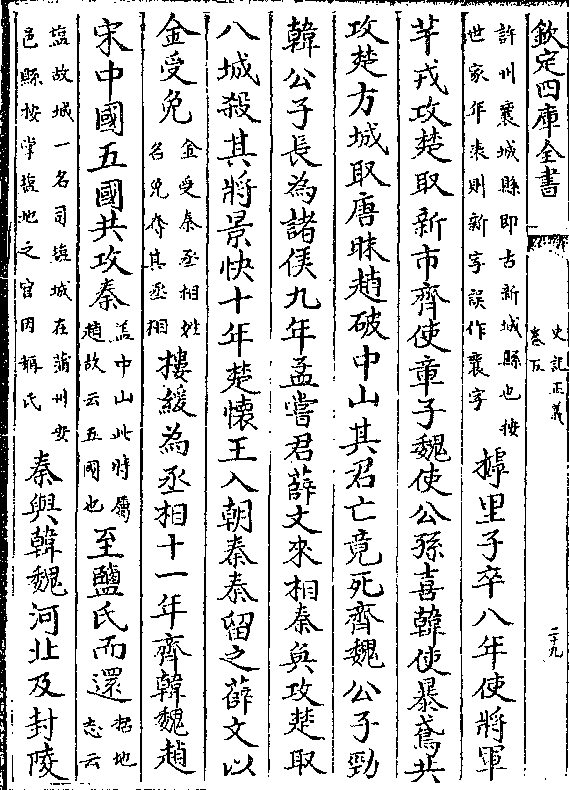 欽定四庫全書
史記正義
卷五
二十九
許州襄城縣即古新城縣也按
世家年表則新字誤作襄字
摴里子卒八年使將軍
芊戎攻楚取新市齊使章子魏使公孫喜韓使暴鳶共
攻楚方城取唐眛趙破中山其君亡竟死齊魏公子勁
韓公子長為諸侯九年孟嘗君薛文來相秦奐攻楚取
八城殺其將景快十年楚懷王入朝秦秦留之薛文以
金受免
金受秦丞相姓
名免奪其丞相
樓緩為丞相十一年齊韓魏趙
宋中國五國共攻秦
蓋中山此時屬
趙故云五國也
至鹽氏而還
括地
志云
鹽故城一名司鹽城在蒲州安
邑縣按掌鹽地之官因稱氏
秦與韓魏河北及封陵